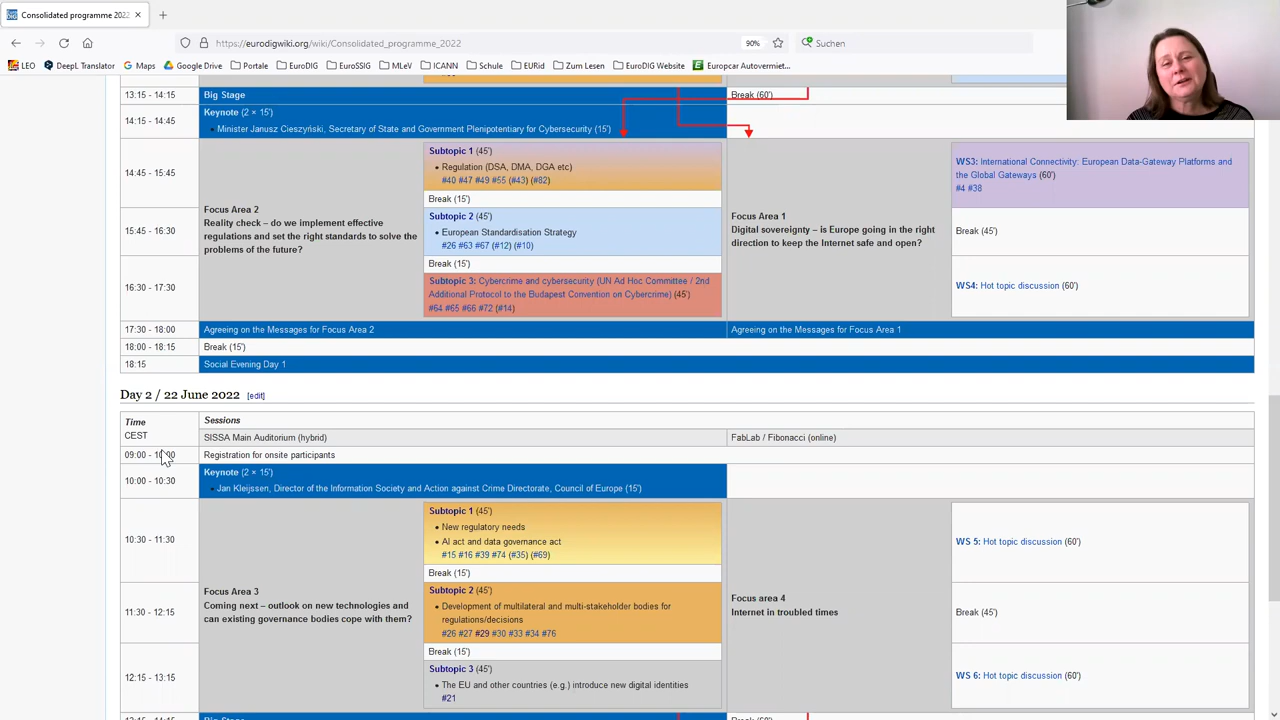 Consolidated programme 2022
https://eurodigwiki.org/wiki/Consolidated_programme_2022
90%
Suchen
LEO
DeepL Translator
Maps
Google Drive
Portale
EuroDIG
EuroSSIG
MLeV
ICANN
Schule
EURid
Zum Lesen
EuroDIG Wiki
Europcar Autovermiet...
13:15 - 14:15
Big Stage
Break (60')
14:15 - 14:45
Keynote (2 × 15')
Minister Janusz Cieszyński, Secretary of State and Government Plenipotentiary for Cybersecurity (15')
14:45 - 15:45
Focus Area 2
Reality check – do we implement effective
regulations and set the right standards to solve the
problems of the future?
Subtopic 1 (45')
• Regulation (DSA, DMA, DGA etc)
#40 #47 #49 #55 (#43) (#82)
Break (15')
Focus Area 1
Digital sovereignty – is Europe going in the right
direction to keep the Internet safe and open?
WS3: International Connectivity: European Data-Gateway Platforms and
the Global Gateways (60')
#4 #38
15:45 - 16:30
Subtopic 2 (45')
• European Standardisation Strategy
#26 #63 #67 (#12) (#10)
Break (15')
Break (45')
16:30 - 17:30
Subtopic 3: Cybercrime and cybersecurity (UN Ad Hoc Committee / 2nd
Additional Protocol to the Budapest Convention on Cybercrime) (45')
#64 #65 #66 #72 (#14)
WS4: Hot topic discussion (60')
17:30 - 18:00
Agreeing on the Messages for Focus Area 2
Agreeing on the Messages for Focus Area 1
18:00 - 18:15
Break (15')
18:15
Social Evening Day 1
Day 2 / 22 June 2022 [edit]
Time
CEST
Sessions
SISSA Main Auditorium (hybrid)
FabLab / Fibonacci (online)
09:00 - 10:00
Registration for onsite participants
10:00 - 10:30
Keynote (2 × 15')
• Jan Kleijssen, Director of the Information Society and Action against Crime Directorate, Council of Europe (15')
10:30 - 11:30
Focus Area 3
Coming next – outlook on new technologies and
can existing governance bodies cope with them?
Subtopic 1 (45')
• New regulatory needs
• AI act and data governance act
#15 #16 #39 #74 (#35) (#69)
Break (15')
Focus area 4
Internet in troubled times
WS 5: Hot topic discussion (60')
11:30 - 12:15
Subtopic 2 (45')
• Development of multilateral and multi-stakeholder bodies for
regulations/decisions
#26 #27 #29 #30 #33 #34 #76
Break (15')
Break (45')
12:15 - 13:15
Subtopic 3 (45')
• The EU and other countries (e.g.) introduce new digital identities
#21
WS 6: Hot topic discussion (60')